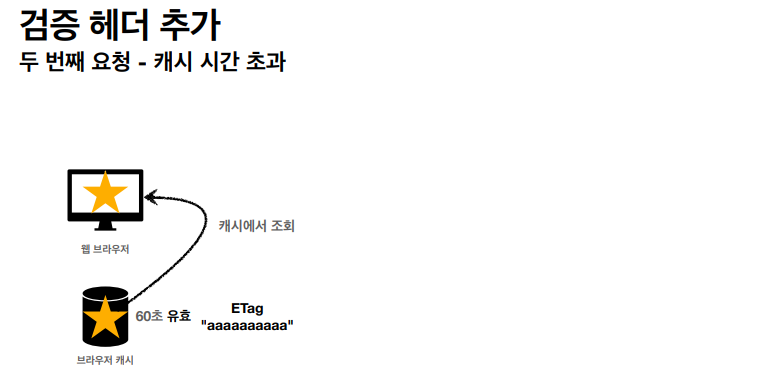 검증 헤더 추가
두 번째 요청 - 캐시 시간 초과
캐시에서 조회
웹 브라우저
60초 유효
ETag
"aaaaaaaaaa"
브라우저 캐시